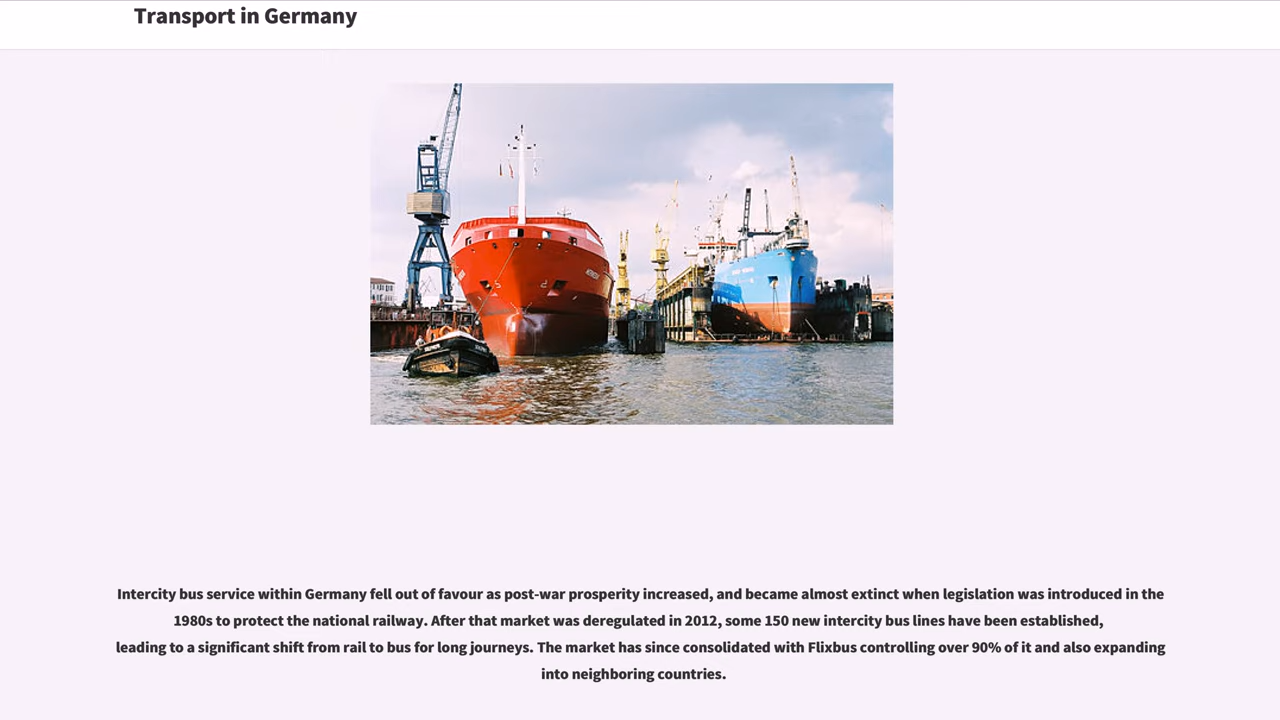 Transport in Germany
Intercity bus service within Germany fell out of favour as post-war prosperity increased, and became almost extinct when legislation was introduced in the
1980s to protect the national railway. After that market was deregulated in 2012, some 150 new intercity bus lines have been established,
leading to a significant shift from rail to bus for long journeys. The market has since consolidated with Flixbus controlling over 90% of it and also expanding
into neighboring countries.